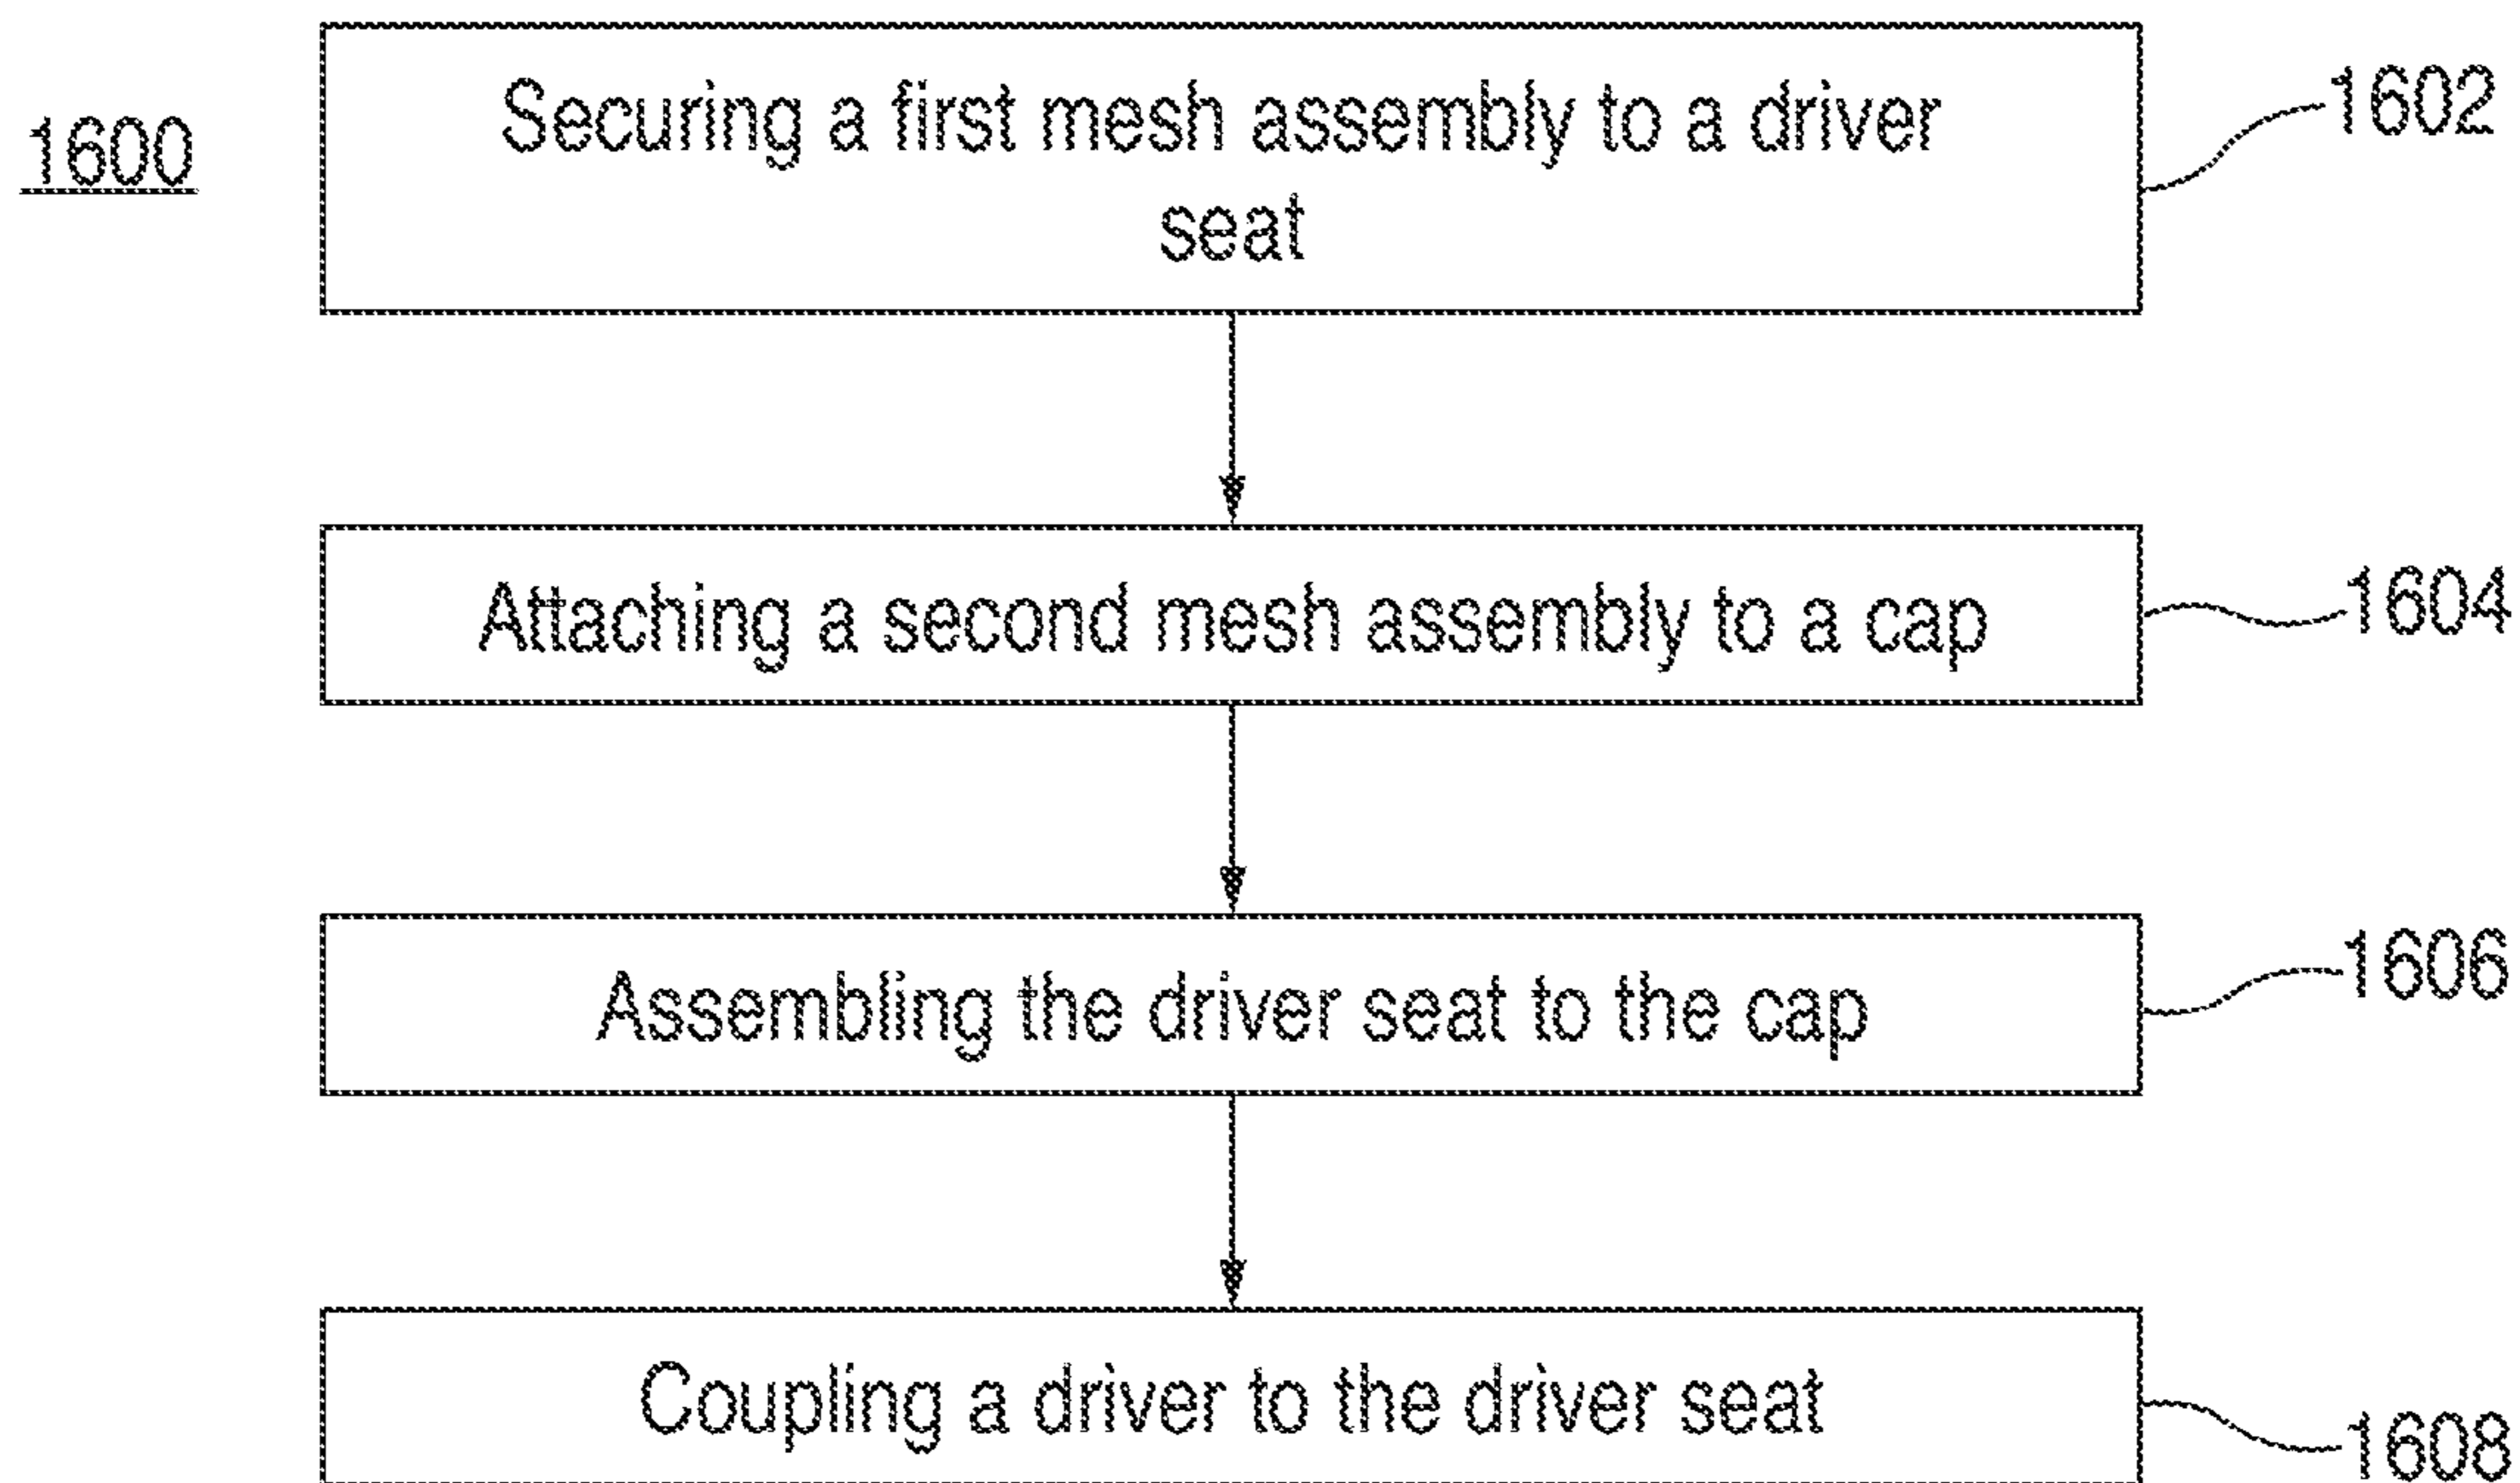 1600
Securing a first mesh assembly to a driver
seat
1602
Attaching a second mesh assembly to a cap
1604
Assembling the driver seat to the cap
1606
Coupling a driver to the driver seat
1608